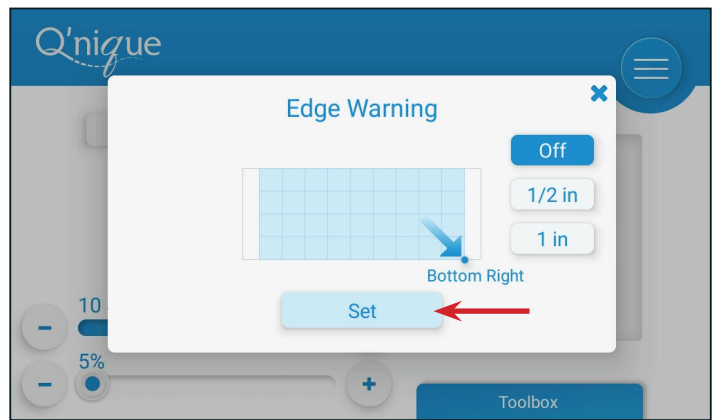 Q'nique
Edge Warning
Off
1/2 in
1 in
Bottom Right
Set
10
5%
Toolbox